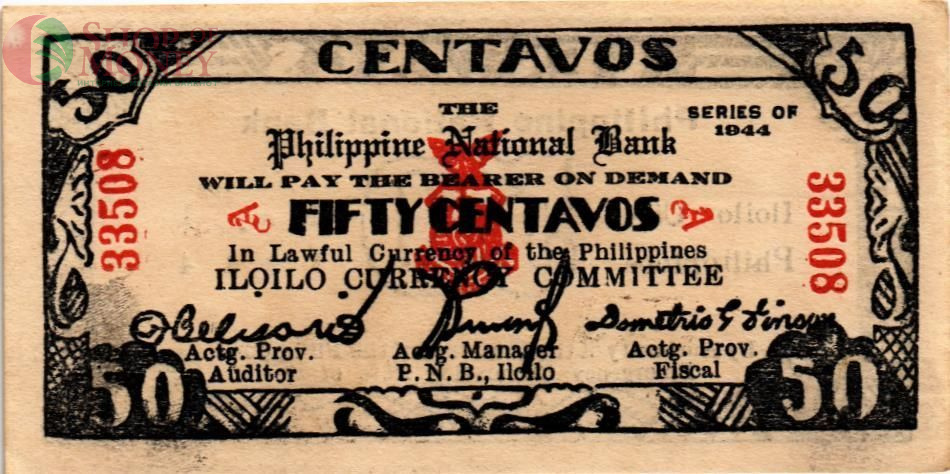 50 CENTAVOS 50
THE
SERIES OF
1944
Philippine National Bank
WILL PAY THE BEARER ON DEMAND
FIFTY CENTAVOS
33508
33508
In Lawful Currency of the Philippines
ILOILO CURRENCY COMMITTEE
Actg. Prov.
Auditor
Actg. Manager
P. N. B., Iloilo
Actg. Prov.
Fiscal
50
50